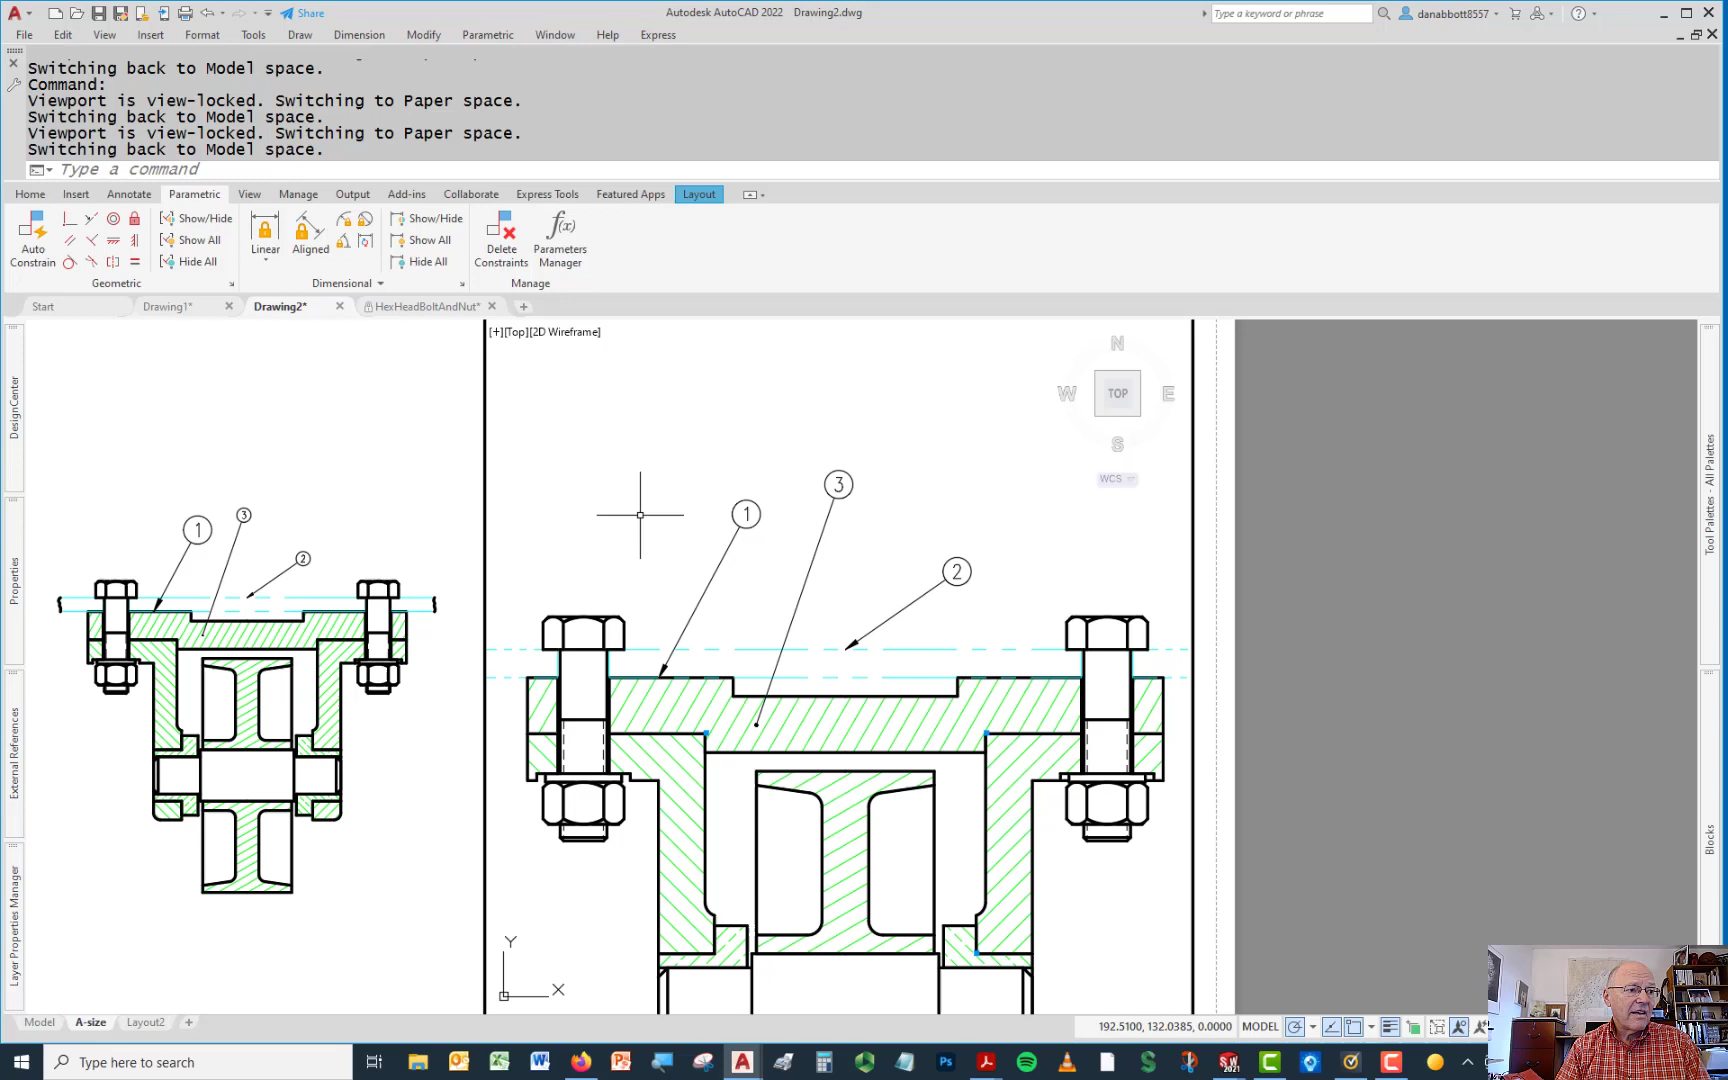 Share
Autodesk AutoCAD 2022 Drawing2.dwg
Type a keyword or phrase
danabbott8557
File Edit View Insert Format Tools Draw Dimension Modify Parametric Window Help Express
Switching back to Model space.
Command:
Viewport is view-locked. Switching to Paper space.
Switching back to Model space.
Viewport is view-locked. Switching to Paper space.
Switching back to Model space.
Type a command
Home Insert Annotate Parametric View Manage Output Add-ins Collaborate Express Tools Featured Apps Layout
Auto Constrain
Show/Hide
Show All
Hide All
Geometric
Linear
Aligned
Show/Hide
Show All
Hide All
Dimensional
Delete Constraints
f(x)
Parameters Manager
Manage
Start Drawing1* Drawing2* HexHeadBoltAndNut*
[+][Top][2D Wireframe]
N
W TOP E
S
WCS
DesignCenter
Properties
External References
Layer Properties Manager
Tool Palettes - All Palettes
Blocks
1
3
2
3
1
2
Y
X
Model A-size Layout2
192.5100, 132.0385, 0.0000 MODEL
Type here to search
SW
2021